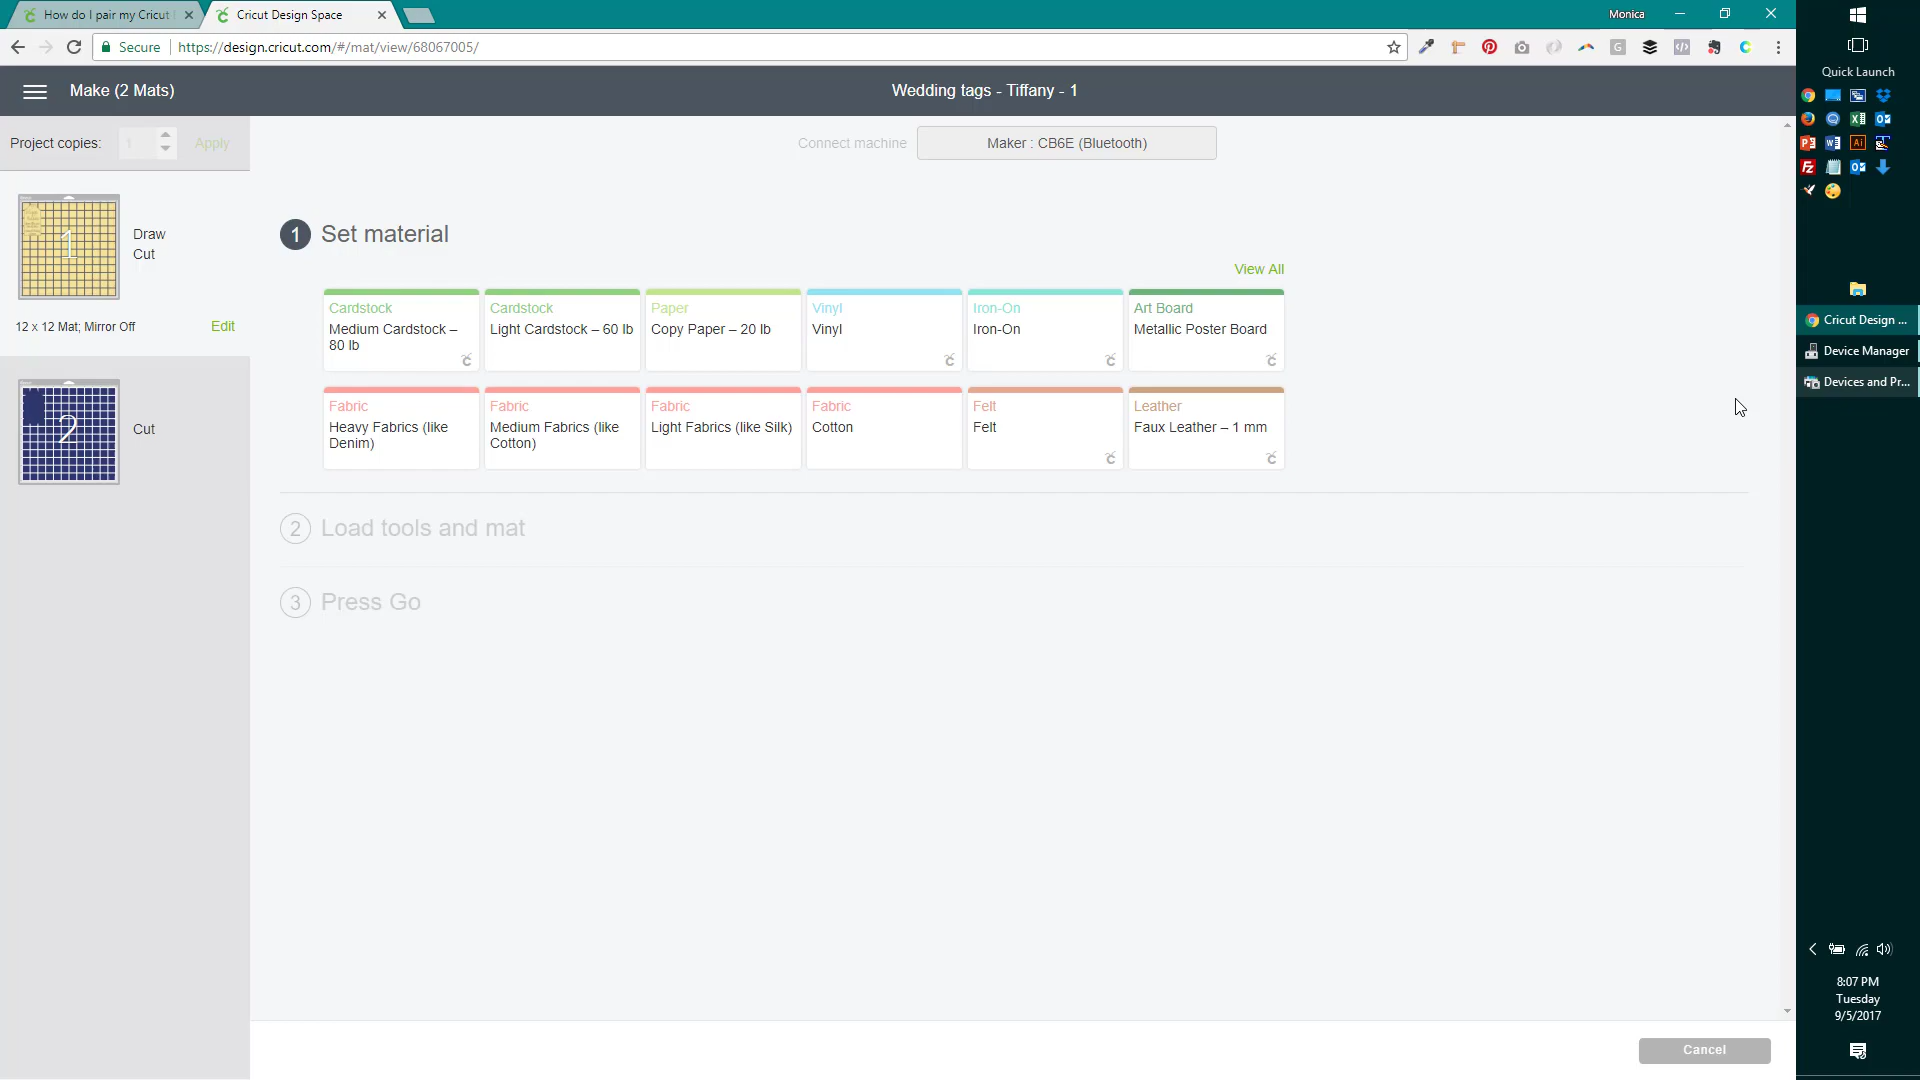 How do I pair my Cricut
Cricut Design Space
Monica
Secure
https://design.cricut.com/#/mat/view/68067005/
Make (2 Mats)
Wedding tags - Tiffany - 1
Project copies:
1
Apply
Connect machine
Maker : CB6E (Bluetooth)
1
Draw
Cut
12 x 12 Mat; Mirror Off
Edit
2
Cut
1
Set material
View All
Cardstock
Medium Cardstock –
80 lb
Cardstock
Light Cardstock – 60 lb
Paper
Copy Paper – 20 lb
Vinyl
Vinyl
Iron-On
Iron-On
Art Board
Metallic Poster Board
Fabric
Heavy Fabrics (like
Denim)
Fabric
Medium Fabrics (like
Cotton)
Fabric
Light Fabrics (like Silk)
Fabric
Cotton
Felt
Felt
Leather
Faux Leather – 1 mm
2
Load tools and mat
3
Press Go
Cancel
Quick Launch
Cricut Design ...
Device Manager
Devices and Pr...
8:07 PM
Tuesday
9/5/2017